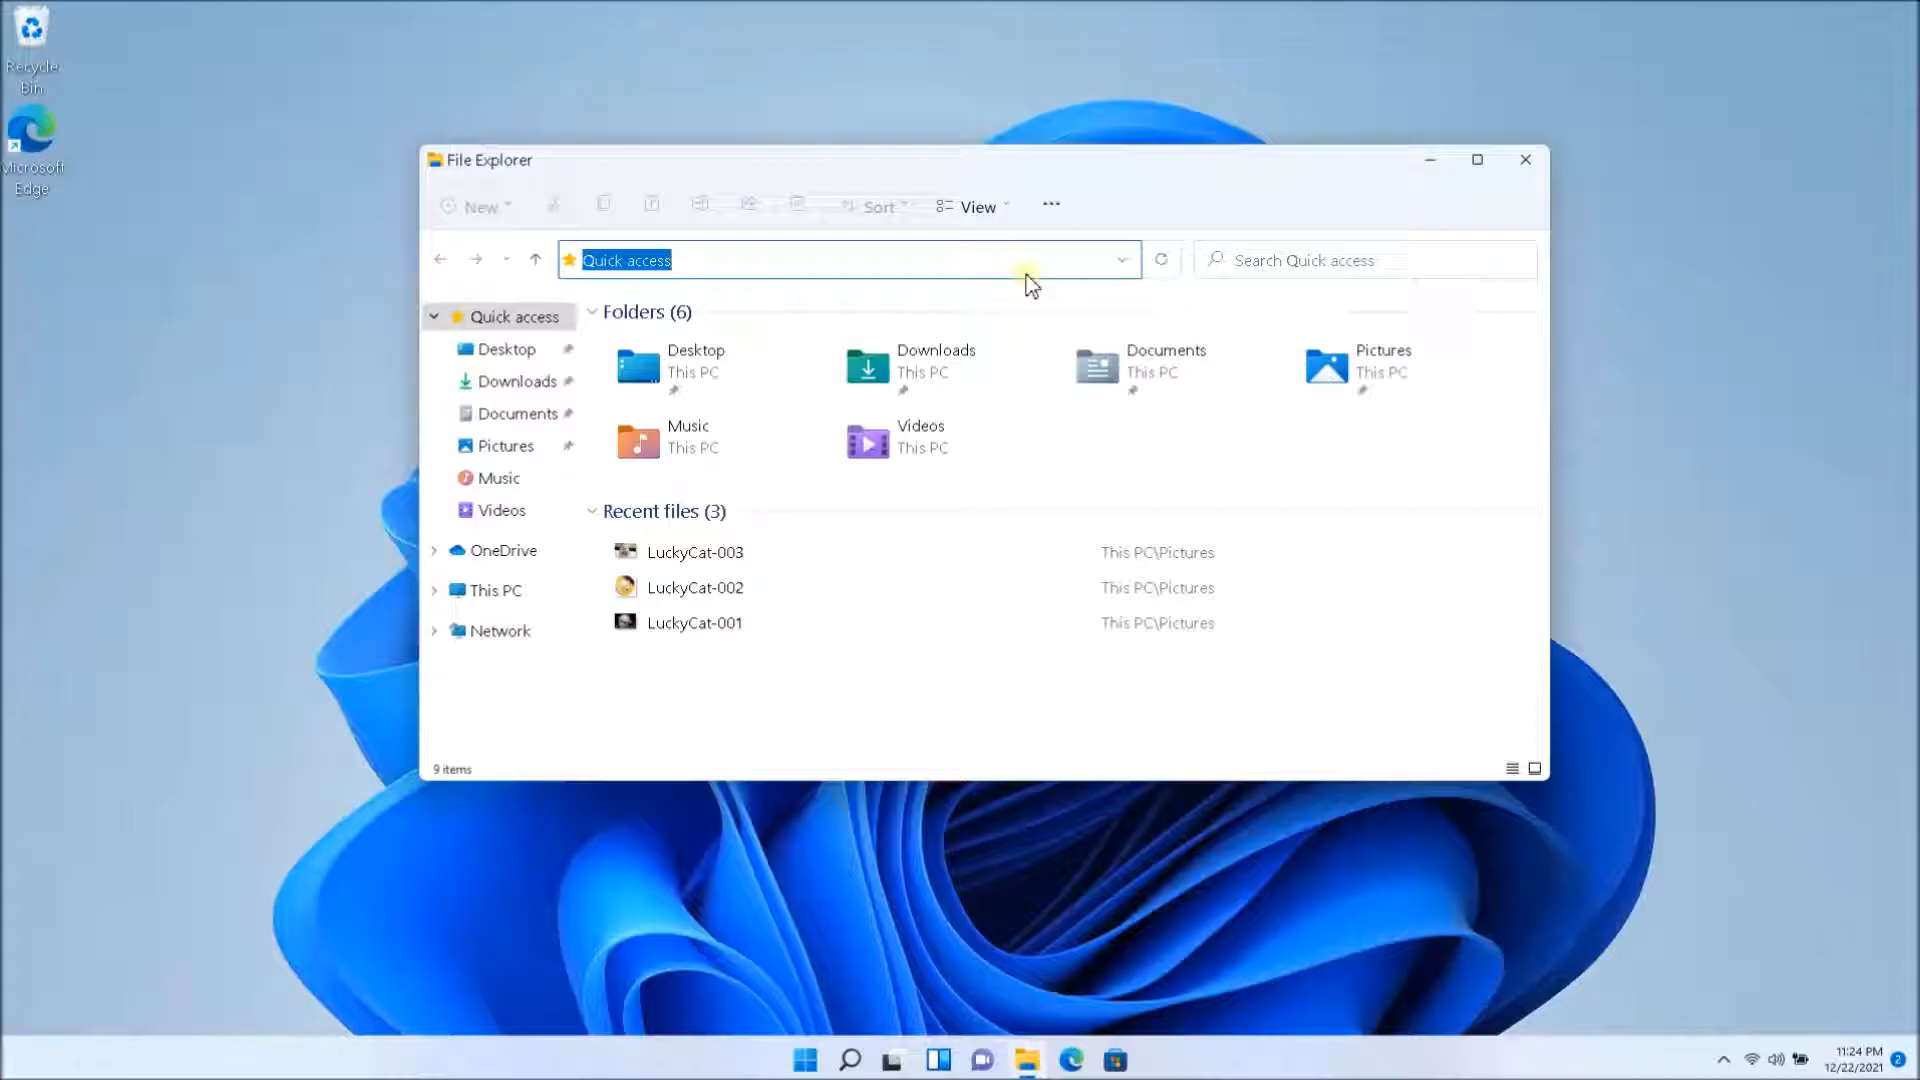 Recycle
Bin
Microsoft
Edge
File Explorer
New
Sort
View
Quick access
Search Quick access
Quick access
Desktop
Downloads
Documents
Pictures
Music
Videos
OneDrive
This PC
Network
Folders (6)
Desktop
This PC
Downloads
This PC
Documents
This PC
Pictures
This PC
Music
This PC
Videos
This PC
Recent files (3)
LuckyCat-003 This PC\Pictures
LuckyCat-002 This PC\Pictures
LuckyCat-001 This PC\Pictures
9 items
11:24 PM
12/22/2021
2